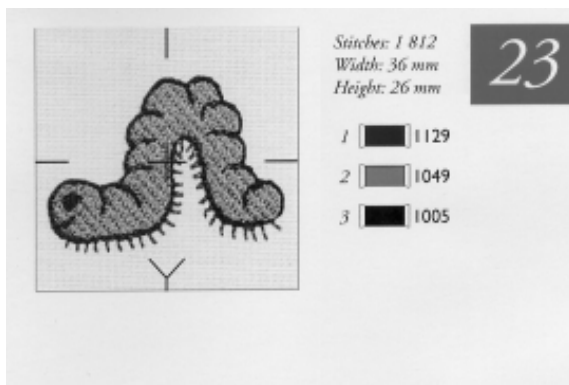 Stitches: 1 812
Width: 36 mm
Height: 26 mm
23
1 1129
2 1049
3 1005